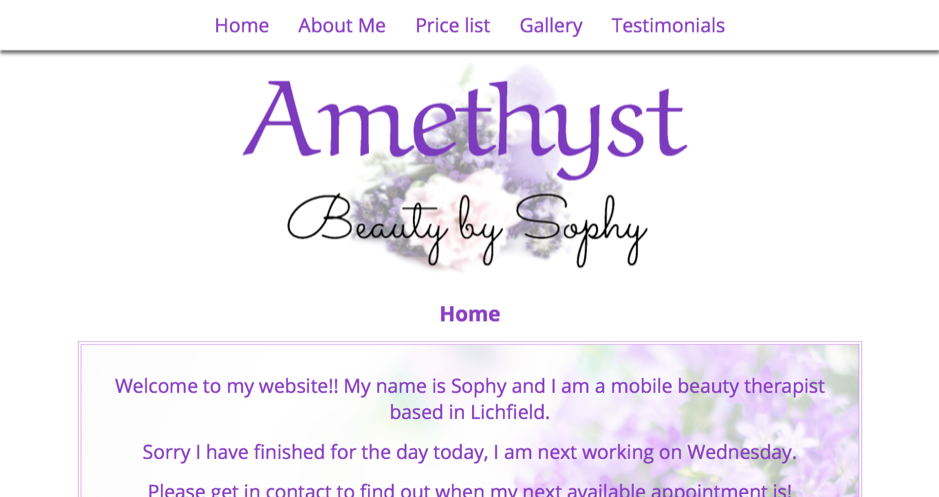 Home About Me Price list Gallery Testimonials
Amethyst
Beauty by Sophy
Home
Welcome to my website!! My name is Sophy and I am a mobile beauty therapist
based in Lichfield.
Sorry I have finished for the day today, I am next working on Wednesday.
Please get in contact to find out when my next available appointment is!